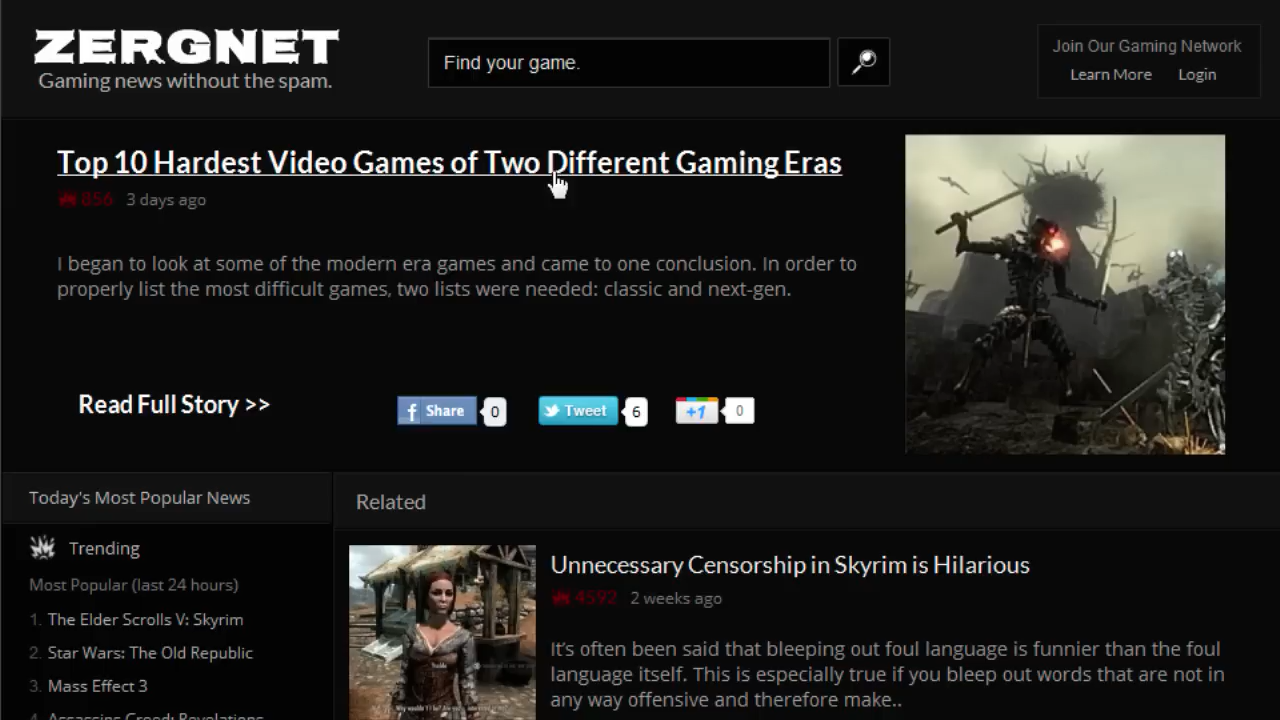 ZERGNET
Gaming news without the spam.
Find your game.
Join Our Gaming Network
Learn More Login
Top 10 Hardest Video Games of Two Different Gaming Eras
856 3 days ago
I began to look at some of the modern era games and came to one conclusion. In order to
properly list the most difficult games, two lists were needed: classic and next-gen.
Read Full Story >>
f Share 0
Tweet 6
+1 0
Today's Most Popular News
Trending
Most Popular (last 24 hours)
1. The Elder Scrolls V: Skyrim
2. Star Wars: The Old Republic
3. Mass Effect 3
4. Assassins Creed: Revelations
Related
Unnecessary Censorship in Skyrim is Hilarious
4592 2 weeks ago
It's often been said that bleeping out foul language is funnier than the foul
language itself. This is especially true if you bleep out words that are not in
any way offensive and therefore make..